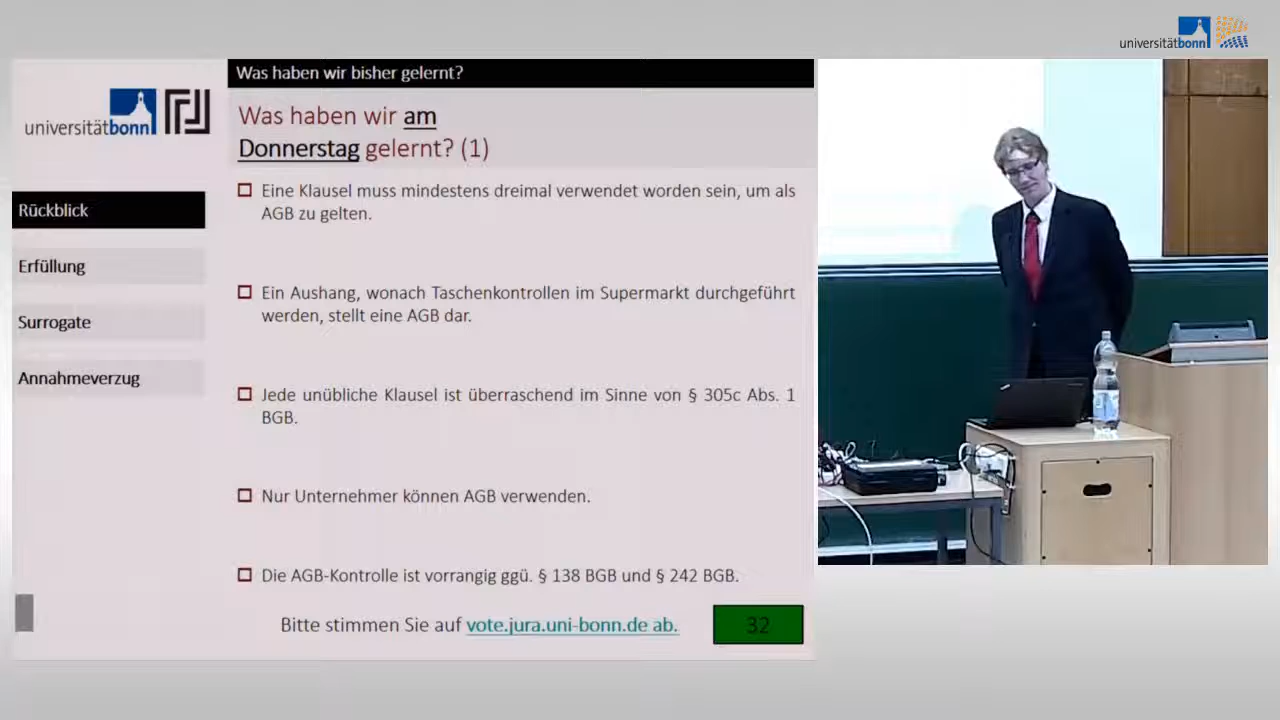 universitätbonn
Was haben wir bisher gelernt?
universitätbonn
Was haben wir am
Donnerstag gelernt? (1)
Rückblick
Erfüllung
Surrogate
Annahmeverzug
Eine Klausel muss mindestens dreimal verwendet worden sein, um als
AGB zu gelten.
Ein Aushang, wonach Taschenkontrollen im Supermarkt durchgeführt
werden, stellt eine AGB dar.
Jede unübliche Klausel ist überraschend im Sinne von § 305c Abs. 1
BGB.
Nur Unternehmer können AGB verwenden.
Die AGB-Kontrolle ist vorrangig ggü. § 138 BGB und § 242 BGB.
Bitte stimmen Sie auf vote.jura.uni-bonn.de ab.
32